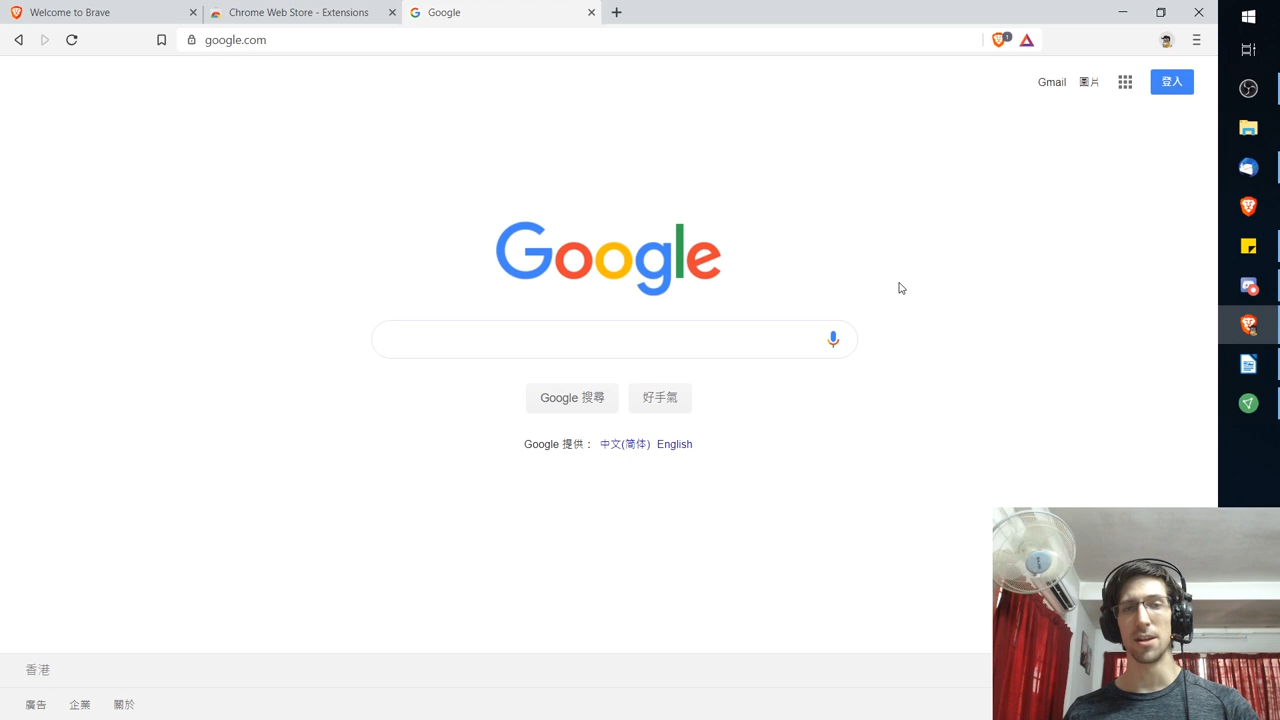 Welcome to Brave
Chrome Web Store - Extensions
Google
google.com
1
Gmail 圖片 登入
Google
Google 搜尋 好手氣
Google 提供： 中文(简体) English
香港
廣告 企業 關於